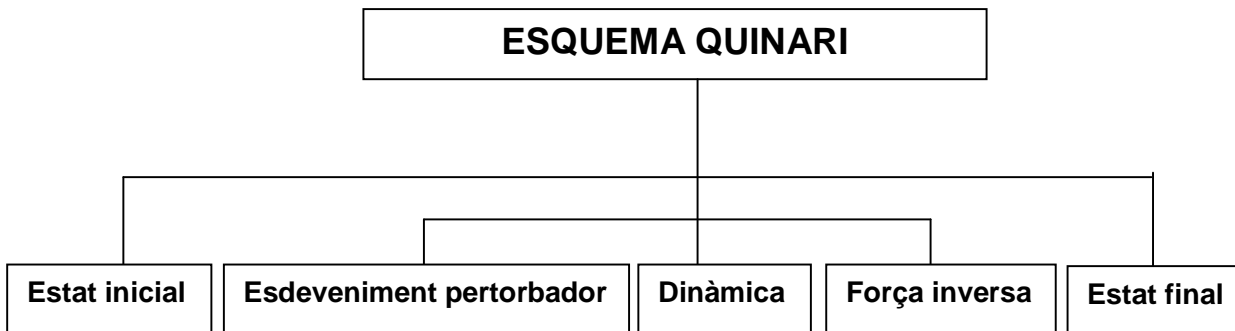 ESQUEMA QUINARI
Estat inicial
Esdeveniment pertorbador
Dinàmica
Força inversa
Estat final